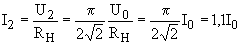 I₂ = U₂/R_H = π/(2√2) U₀/R_H = π/(2√2) I₀ = 1,1I₀